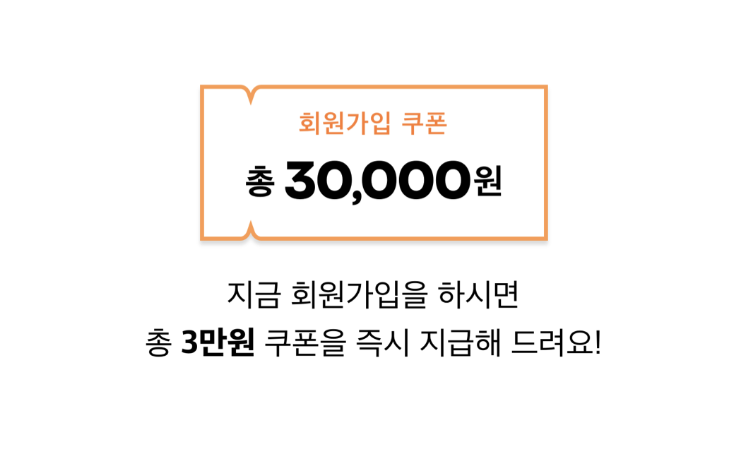 회원가입 쿠폰
총 30,000원
지금 회원가입을 하시면
총 3만원 쿠폰을 즉시 지급해 드려요!